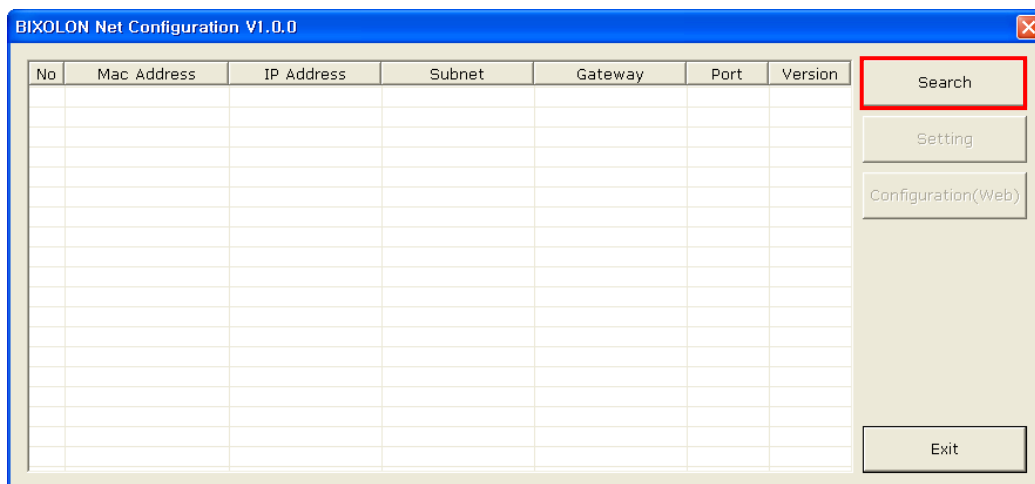 BIXOLON Net Configuration V1.0.0
No Mac Address IP Address Subnet Gateway Port Version
Search
Setting
Configuration(Web)
Exit